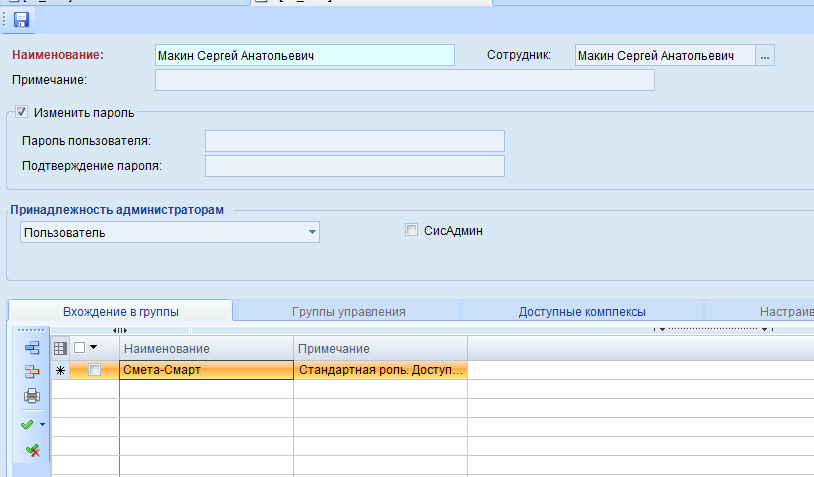 Наименование: Макин Сергей Анатольевич Сотрудник: Макин Сергей Анатольевич ...
Примечание:
Изменить пароль
Пароль пользователя:
Подтверждение пароля:
Принадлежность администраторам
Пользователь СисАдмин
Вхождение в группы Группы управления Доступные комплексы Настраив
Наименование Примечание
Смета-Смарт Стандартная роль. Доступ...